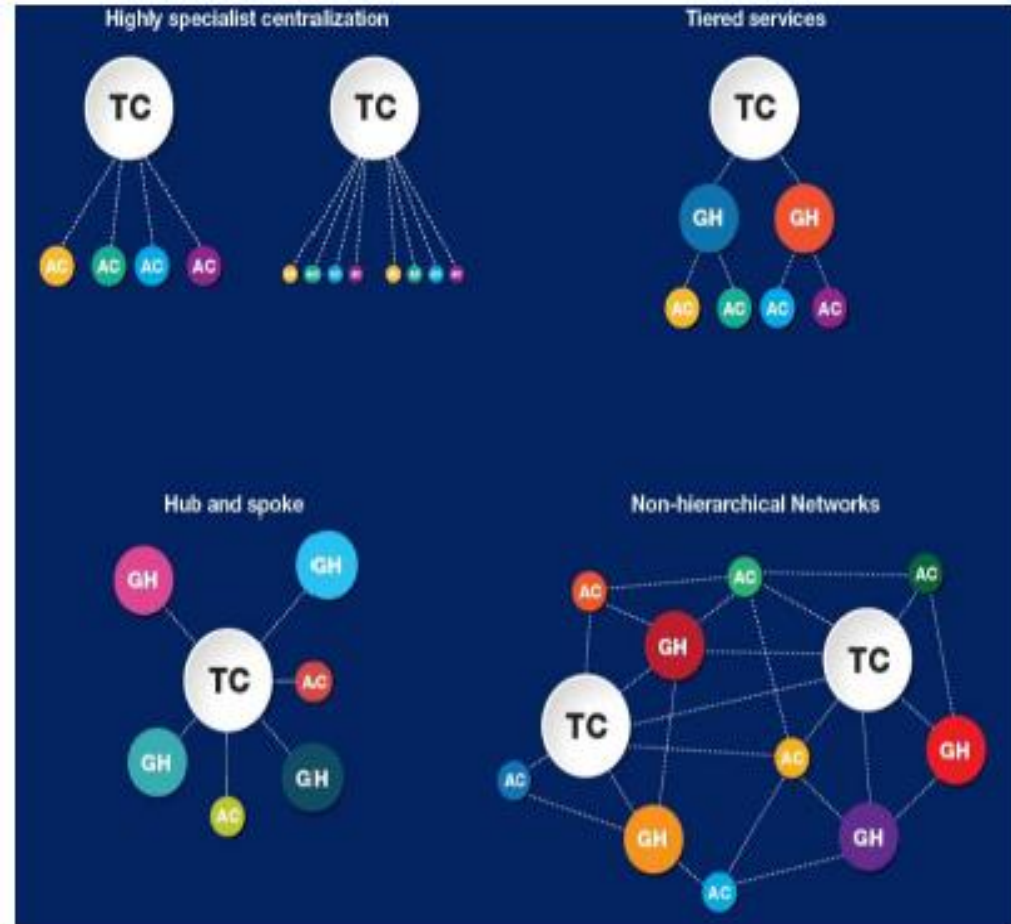 Highly specialist centralization
TC
AC AC AC AC
TC
Tiered services
TC
GH GH
AC AC AC AC
Hub and spoke
GH GH
TC AC
GH GH
AC
Non-hierarchical Networks
AC AC AC
GH TC
TC
AC AC GH
GH GH
AC